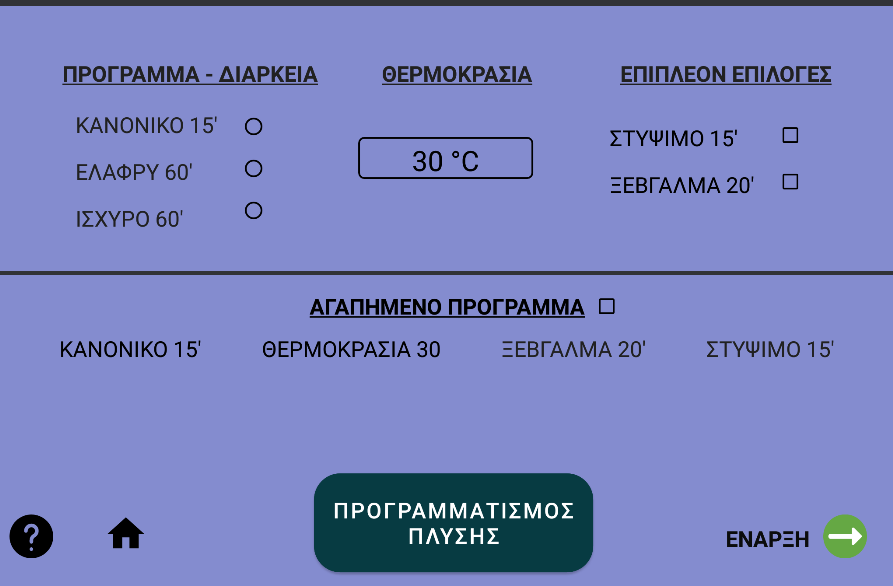 ΠΡΟΓΡΑΜΜΑ - ΔΙΑΡΚΕΙΑ
ΚΑΝΟΝΙΚΟ 15'
ΕΛΑΦΡΥ 60'
ΙΣΧΥΡΟ 60'
ΘΕΡΜΟΚΡΑΣΙΑ
30 °C
ΕΠΙΠΛΕΟΝ ΕΠΙΛΟΓΕΣ
ΣΤΥΨΙΜΟ 15'
ΞΕΒΓΑΛΜΑ 20'
ΑΓΑΠΗΜΕΝΟ ΠΡΟΓΡΑΜΜΑ
ΚΑΝΟΝΙΚΟ 15' ΘΕΡΜΟΚΡΑΣΙΑ 30 ΞΕΒΓΑΛΜΑ 20' ΣΤΥΨΙΜΟ 15'
ΠΡΟΓΡΑΜΜΑΤΙΣΜΟΣ
ΠΛΥΣΗΣ
?
ΕΝΑΡΞΗ